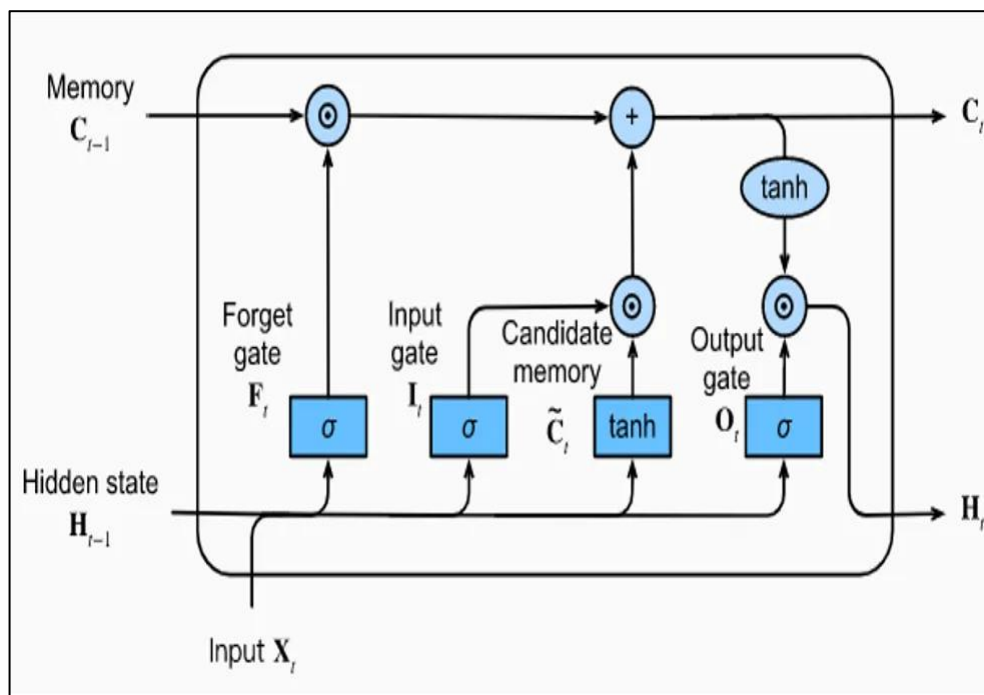 Memory
C_{t-1}
⊙
+
C_t
tanh
Forget
gate
F_t
Input
gate
I_t
⊙
Candidate
memory
C̃_t
Output
gate
O_t
⊙
σ
σ
tanh
σ
Hidden state
H_{t-1}
H_t
Input X_t